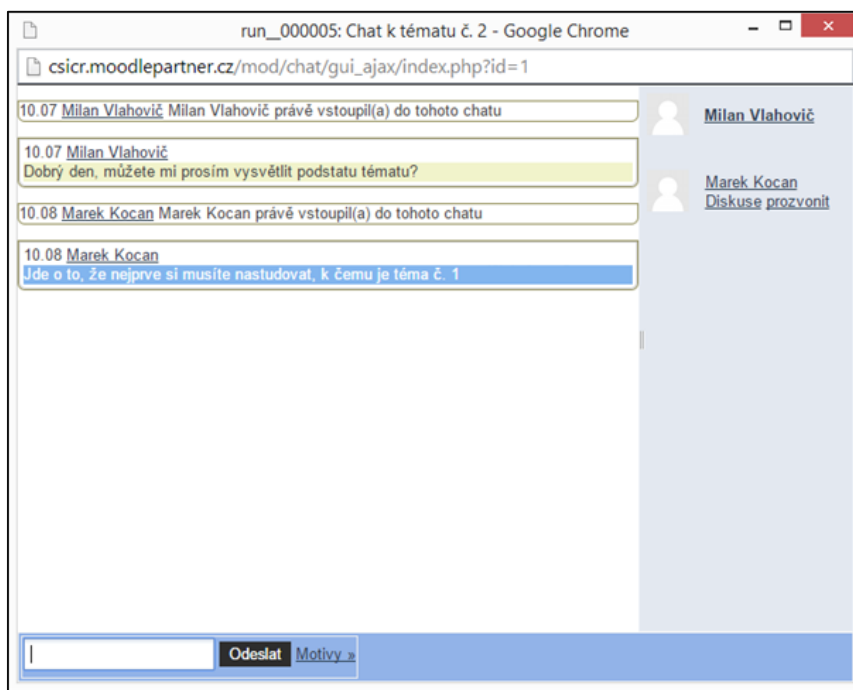 run__000005: Chat k tématu č. 2 - Google Chrome
csicr.moodlepartner.cz/mod/chat/gui_ajax/index.php?id=1
10.07 Milan Vlahovič Milan Vlahovič právě vstoupil(a) do tohoto chatu
10.07 Milan Vlahovič
Dobrý den, můžete mi prosím vysvětlit podstatu tématu?
10.08 Marek Kocan Marek Kocan právě vstoupil(a) do tohoto chatu
10.08 Marek Kocan
Jde o to, že nejprve si musíte nastudovat, k čemu je téma č. 1
Milan Vlahovič
Marek Kocan
Diskuse prozvonit
Odeslat Motivy »